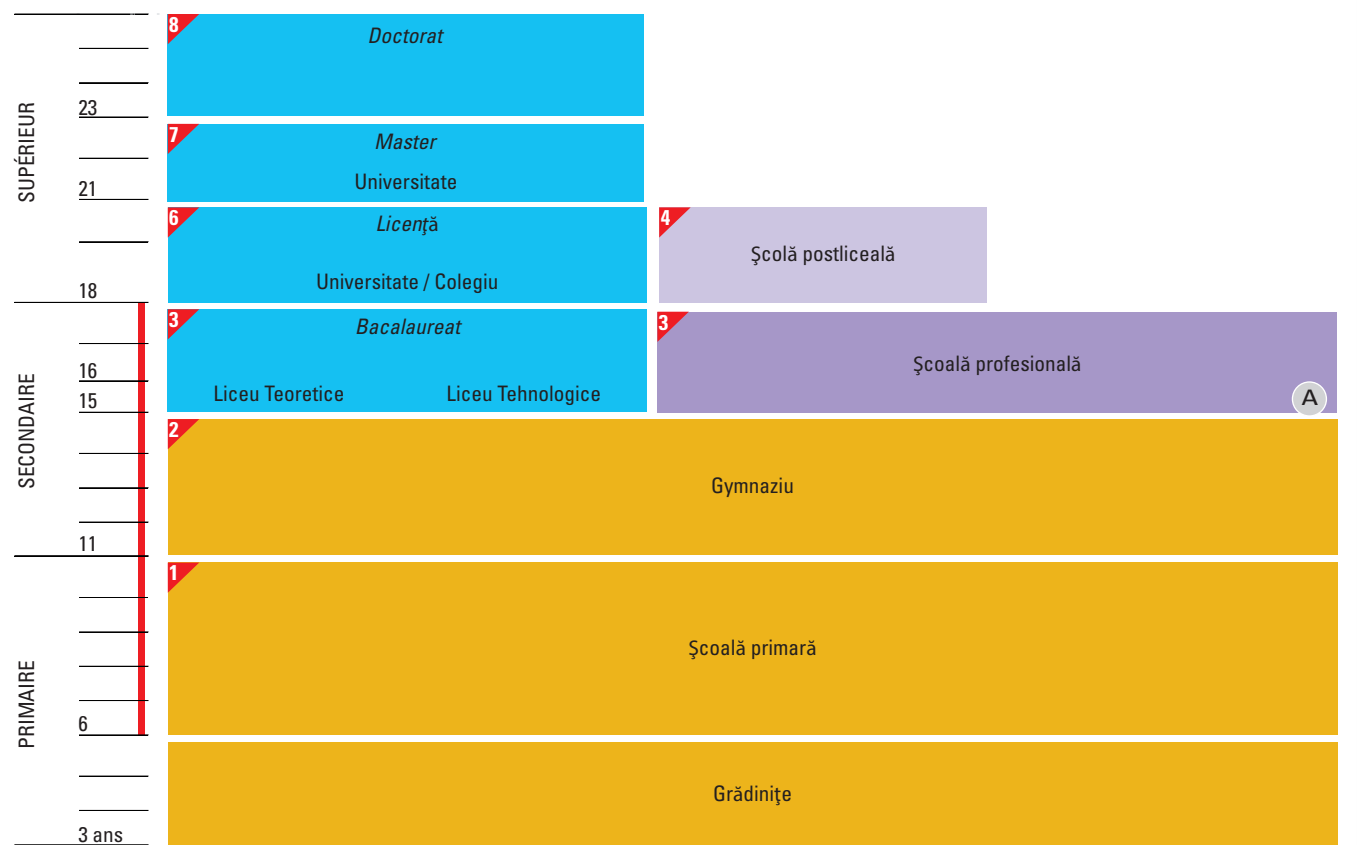 SUPÉRIEUR
23
21
18
8
Doctorat
7
Master
Universitate
6
Licenţă
Universitate / Colegiu
4
Şcolă postliceală
SECONDAIRE
16
15
11
3
Bacalaureat
Liceu Teoretice
Liceu Tehnologice
3
Şcoală profesională
A
2
Gymnaziu
PRIMAIRE
6
3 ans
1
Şcoală primară
Grădiniţe